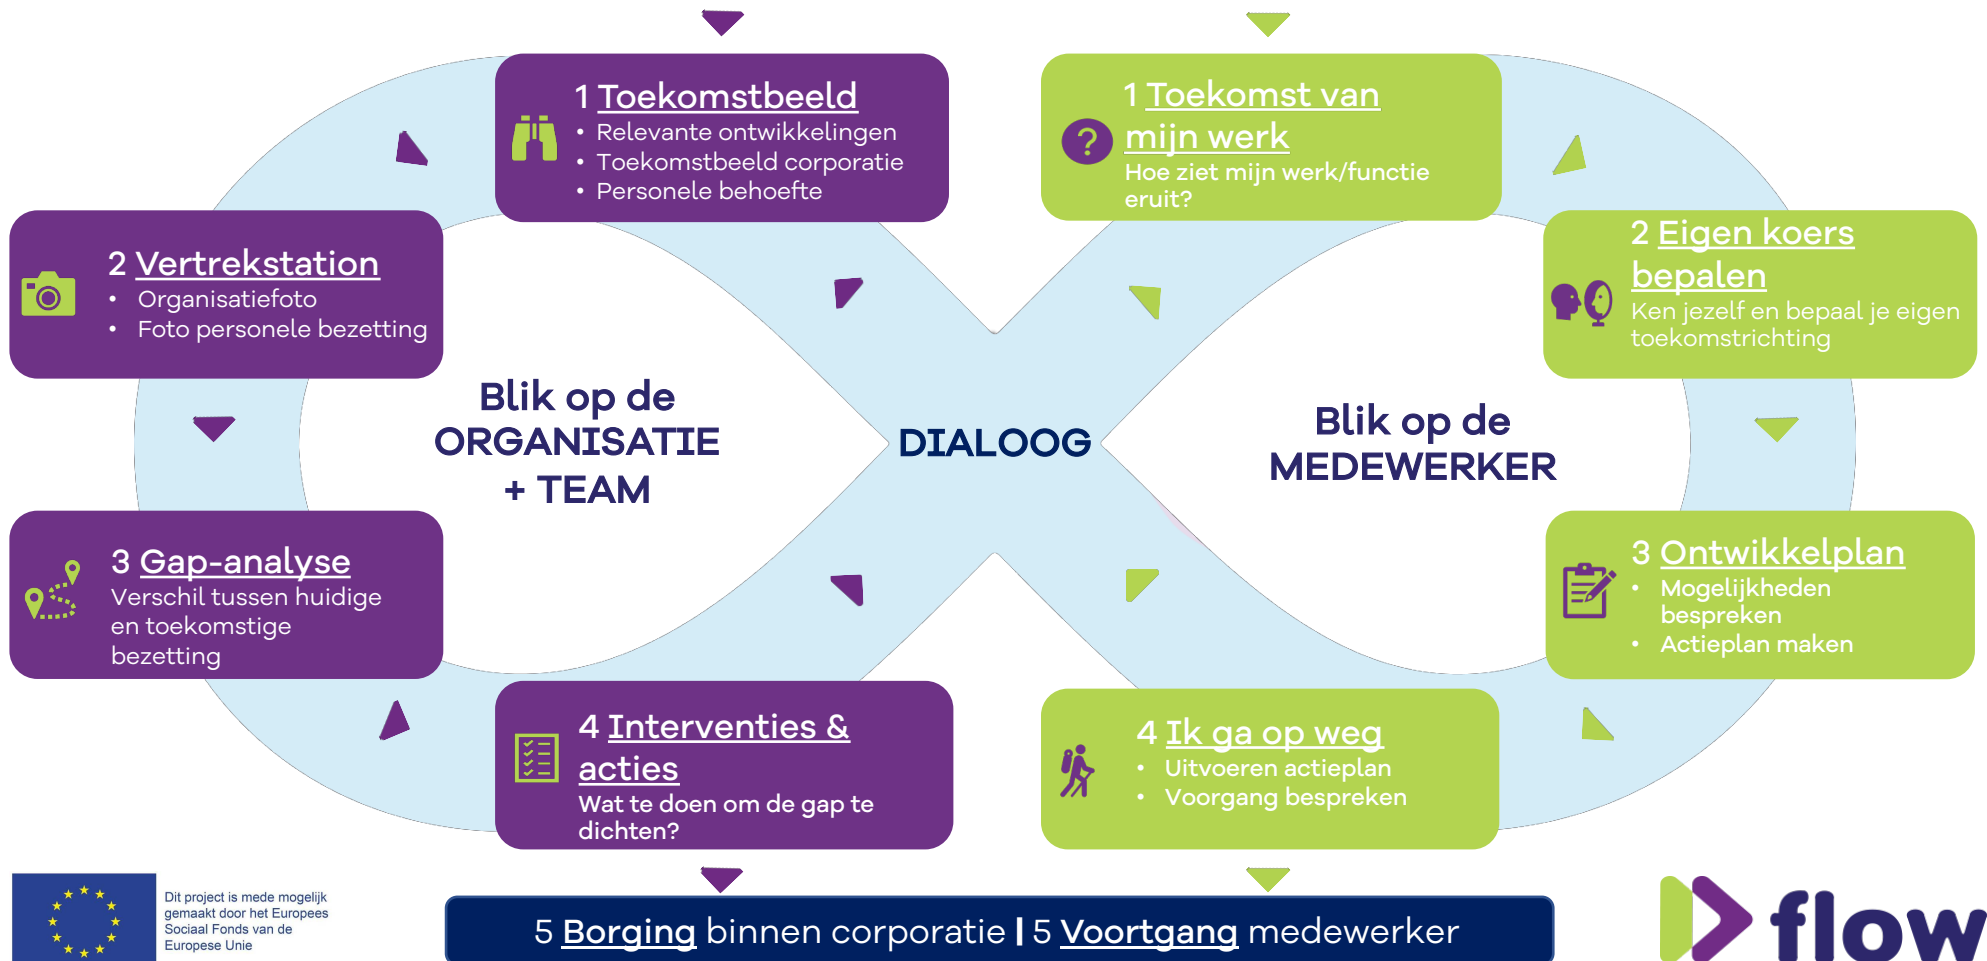 1 Toekomstbeeld
• Relevante ontwikkelingen
• Toekomstbeeld corporatie
• Personele behoefte
1 Toekomst van
mijn werk
Hoe ziet mijn werk/functie
eruit?
?
2 Vertrekstation
• Organisatiefoto
• Foto personele bezetting
2 Eigen koers
bepalen
Ken jezelf en bepaal je eigen
toekomstrichting
Blik op de
ORGANISATIE
+ TEAM
DIALOOG
Blik op de
MEDEWERKER
3 Gap-analyse
Verschil tussen huidige
en toekomstige
bezetting
3 Ontwikkelplan
• Mogelijkheden
bespreken
• Actieplan maken
4 Interventies &
acties
Wat te doen om de gap te
dichten?
4 Ik ga op weg
• Uitvoeren actieplan
• Voorgang bespreken
Dit project is mede mogelijk
gemaakt door het Europees
Sociaal Fonds van de
Europese Unie
5 Borging binnen corporatie | 5 Voortgang medewerker
flow